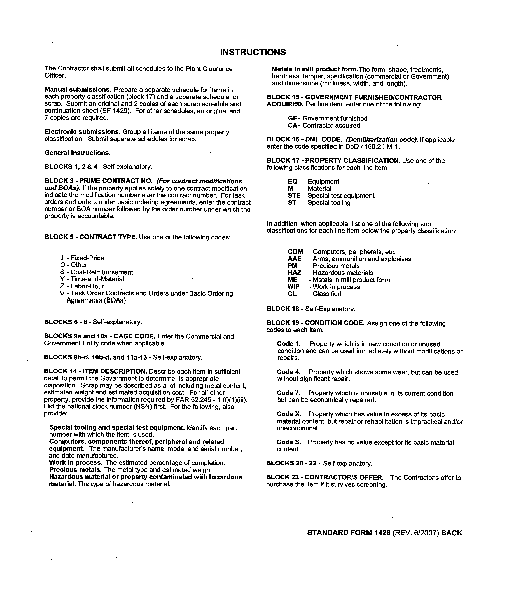 INSTRUCTIONS
The Contractor shall submit all schedules to the Plant Clearance
Officer.
Manual submissions. Prepare a separate schedule for items in
each property classification (block 17) and a separate schedule for
scrap. Submit an original and 2 copies of each scrap schedule and
continuation sheet (SF 1429). For other schedules, an original and
7 copies are required.
Electronic submissions. Group all items of the same property
classification. Submit separate schedules for scrap.
General Instructions.
BLOCKS 1, 2 & 4 - Self-explanatory.
BLOCK 3 - PRIME CONTRACT NO. (For contract modifications
and BOAs). If the property applies solely to one contract modification
indicate the modification number after the contract number. For task
orders and orders under basic ordering agreements, enter the contract
number or BOA number followed by the order number under which the
property is accountable.
BLOCK 5 - CONTRACT TYPE. Use one of the following codes:
J - Fixed-Price
O - Other
S - Cost-Reimbursement
Y - Time-and-Material
Z - Labor-Hour
9 - Task Order Contracts and Orders under Basic Ordering
Agreements (BOAs)
BLOCKS 6 - 8 - Self-explanatory.
BLOCKS 9a and 10a - CAGE CODE. Enter the Commercial and
Government Entity code when applicable.
BLOCKS 9b-d, 10b-d, and 11a-13 - Self-explanatory.
BLOCK 14 - ITEM DESCRIPTION. Describe each item in sufficient
detail to permit the Government to determine its appropriate
disposition. Scrap may be described as a lot including metal content,
estimated weight and estimated acquisition cost. For all other
property, provide the information required by FAR 52.245-1(f)(1)(iii).
List the national stock number (NSN) first. For the following, also
provide:
Special tooling and special test equipment. Identify each part
number with which the item is used.
Computers, components thereof, peripheral and related
equipment. The manufacturer's name, model and serial number,
and date manufactured.
Work in process. The estimated percentage of completion.
Precious metals. The metal type and estimated weight.
Hazardous material or property contaminated with hazardous
material. The type of hazardous material.
Metals in mill product form. The form, shape, treatments,
hardness, temper, specification (commercial or Government)
and dimensions (thickness, width, and length).
BLOCK 15 - GOVERNMENT FURNISHED/CONTRACTOR
ACQUIRED. Per line item, enter one of the following:
GF - Government furnished
CA - Contractor acquired
BLOCK 16 - DML CODE. (Demilitarization code). If applicable,
enter the code specified in DoD 4160.21-M-1.
BLOCK 17 - PROPERTY CLASSIFICATION. Use one of the
following classifications for each line item:
EQ Equipment
M Material
STE Special test equipment
ST Special tooling
In addition, when applicable, list one of the following sub
classifications for each line item below the property classification:
COM Computers, peripherals, etc.
AAE Arms, ammunition and explosives
PM Precious metals
HAZ Hazardous materials
ME - Metals in mill product form
WIP - Work in process
CL Classified
BLOCK 18 - Self-Explanatory.
BLOCK 19 - CONDITION CODE. Assign one of the following
codes to each item:
Code 1. Property which is in new condition or unused
condition and can be used immediately without modifications or
repairs.
Code 4. Property which shows some wear, but can be used
without significant repair.
Code 7. Property which is unusable in its current condition
but can be economically repaired.
Code X. Property which has value in excess of its basic
material content, but repair or rehabilitation is impractical and/or
uneconomical.
Code S. Property has no value except for its basic material
content.
BLOCKS 20 - 22 - Self-explanatory.
BLOCK 23 - CONTRACTOR'S OFFER. The Contractor's offer to
purchase the item if it survives screening.
STANDARD FORM 1428 (REV. 6/2007) BACK